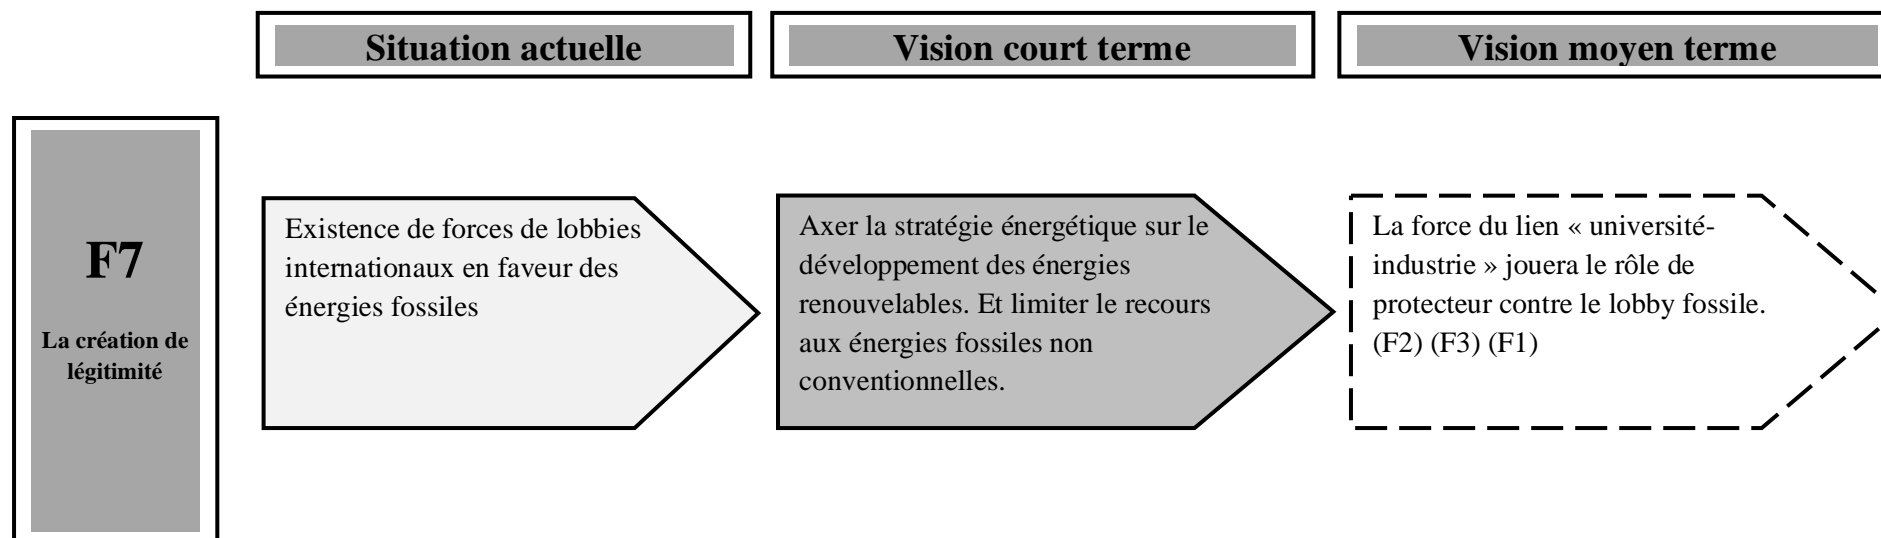 Situation actuelle
Vision court terme
Vision moyen terme
F7
La création de
légitimité
Existence de forces de lobbies
internationaux en faveur des
énergies fossiles
Axer la stratégie énergétique sur le
développement des énergies
renouvelables. Et limiter le recours
aux énergies fossiles non
conventionnelles.
La force du lien « université-
industrie » jouera le rôle de
protecteur contre le lobby fossile.
(F2) (F3) (F1)